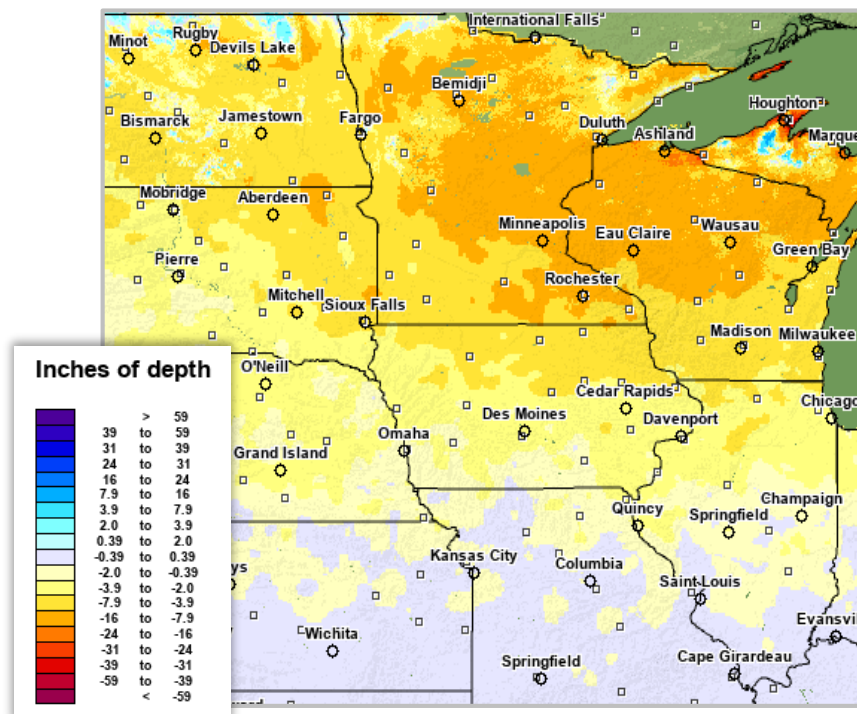 International Falls
Rugby
Minot
Devils Lake
Bemidji
Houghton
Bismarck
Jamestown
Fargo
Duluth
Ashland
Marque
Mobridge
Aberdeen
Minneapolis
Eau Claire
Wausau
Green Bay
Pierre
Rochester
Mitchell
Sioux Falls
Madison
Milwaukee
O'Neill
Cedar Rapids
Chicago
Des Moines
Davenport
Omaha
Grand Island
Champaign
Quincy
Springfield
Kansas City
Columbia
ys
Saint Louis
Evansvi
Wichita
Cape Girardeau
Springfield
Inches of depth
> 59
39 to 59
31 to 39
24 to 31
16 to 24
7.9 to 16
3.9 to 7.9
2.0 to 3.9
0.39 to 2.0
-0.39 to 0.39
-2.0 to -0.39
-3.9 to -2.0
-7.9 to -3.9
-16 to -7.9
-24 to -16
-31 to -24
-39 to -31
-59 to -39
< -59